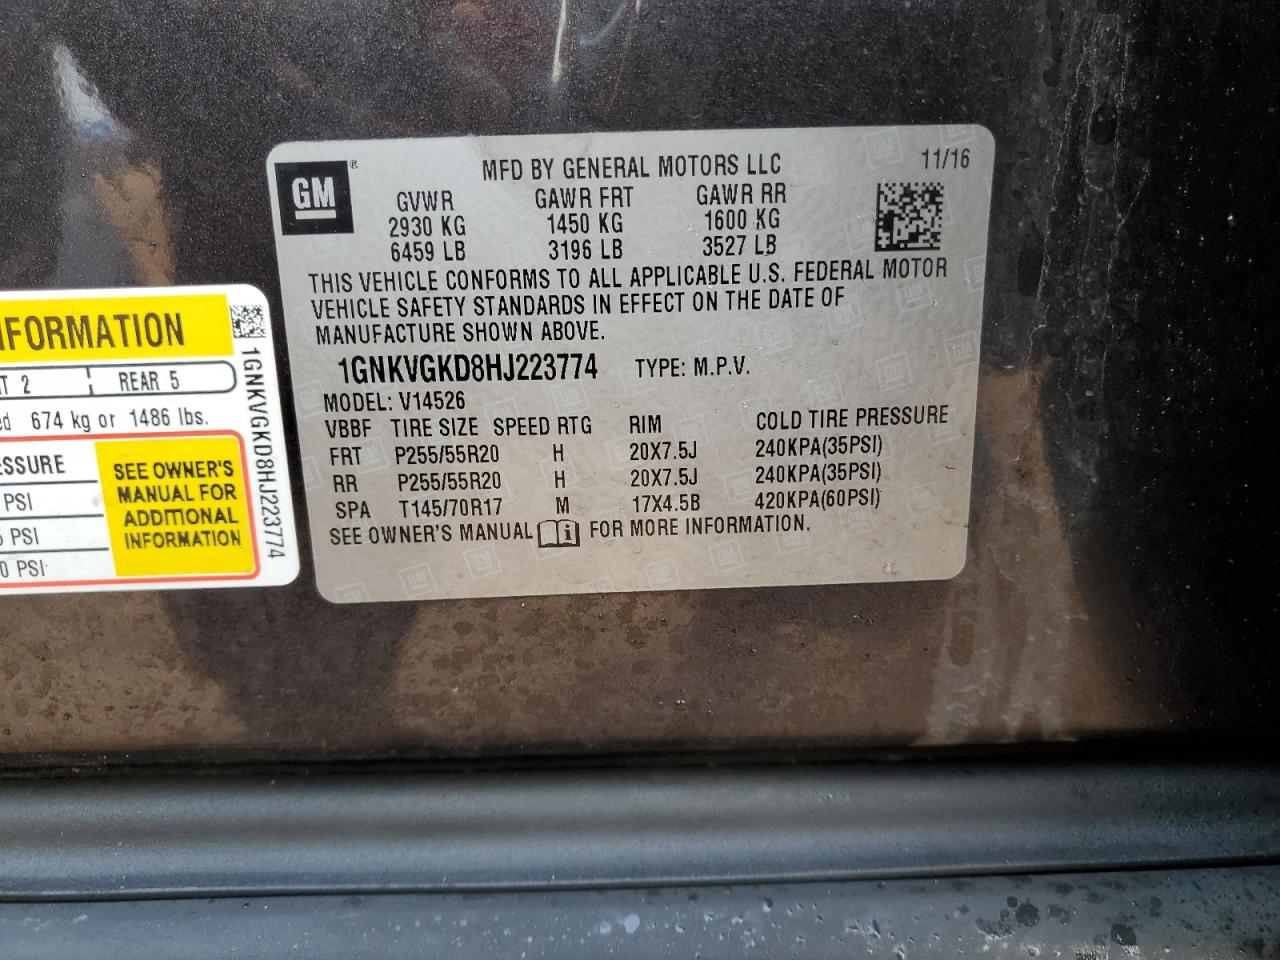 GM®
MFD BY GENERAL MOTORS LLC 11/16
GVWR GAWR FRT GAWR RR
2930 KG 1450 KG 1600 KG
6459 LB 3196 LB 3527 LB
THIS VEHICLE CONFORMS TO ALL APPLICABLE U.S. FEDERAL MOTOR
VEHICLE SAFETY STANDARDS IN EFFECT ON THE DATE OF
MANUFACTURE SHOWN ABOVE.
1GNKVGKD8HJ223774 TYPE: M.P.V.
MODEL: V14526
VBBF TIRE SIZE SPEED RTG RIM COLD TIRE PRESSURE
FRT P255/55R20 H 20X7.5J 240KPA(35PSI)
RR P255/55R20 H 20X7.5J 240KPA(35PSI)
SPA T145/70R17 M 17X4.5B 420KPA(60PSI)
SEE OWNER'S MANUAL FOR MORE INFORMATION.
NFORMATION
T 2 REAR 5
ed 674 kg or 1486 lbs.
ESSURE
PSI
5 PSI
0 PSI
SEE OWNER'S
MANUAL FOR
ADDITIONAL
INFORMATION
1GNKVGKD8HJ223774